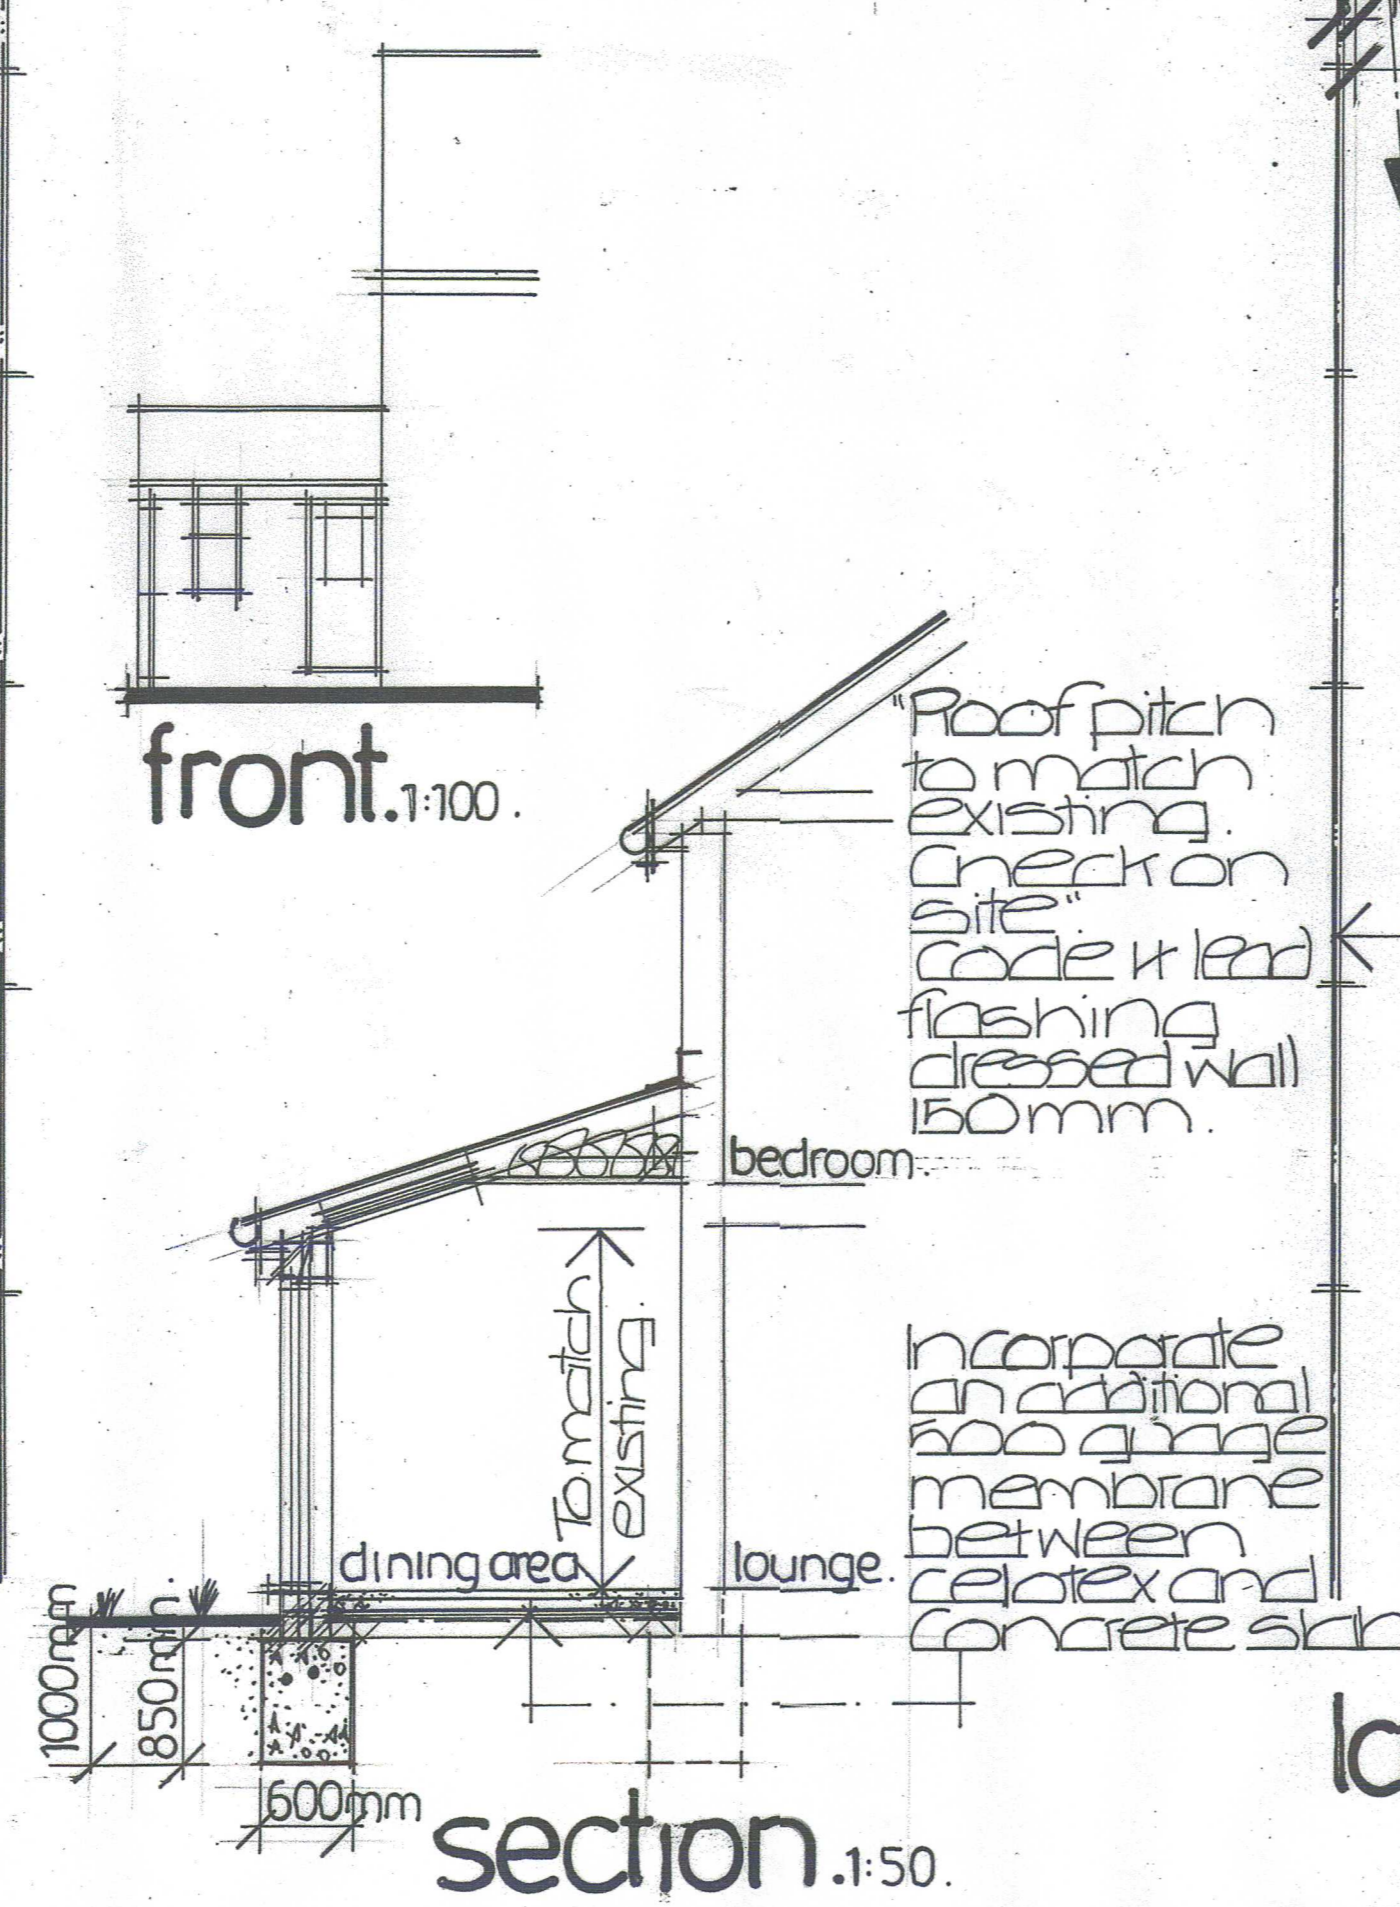 front.1:100.
"Roof pitch
to match
existing.
Check on
site".
Code 4 lead
flashing
dressed wall
150mm.
bedroom.
To match
existing.
Incorporate
an additional
500 guage
membrane
between
celotex and
Concrete
dining area
lounge.
1000mm
850mm.
600mm
section.1:50.